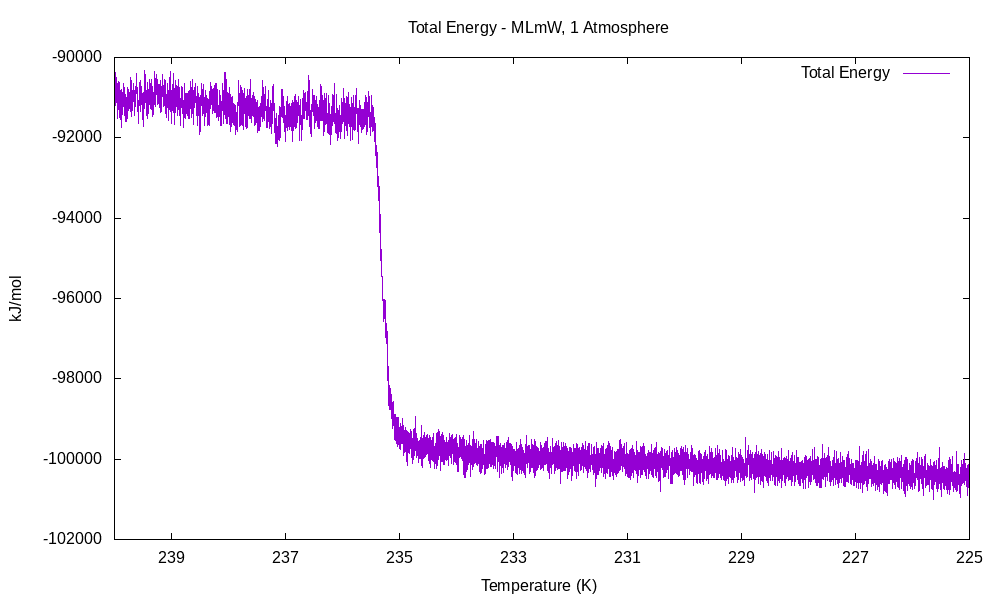 Total Energy - MLmW, 1 Atmosphere
Total Energy
-90000
-92000
-94000
-96000
-98000
-100000
-102000
kJ/mol
239 237 235 233 231 229 227 225
Temperature (K)